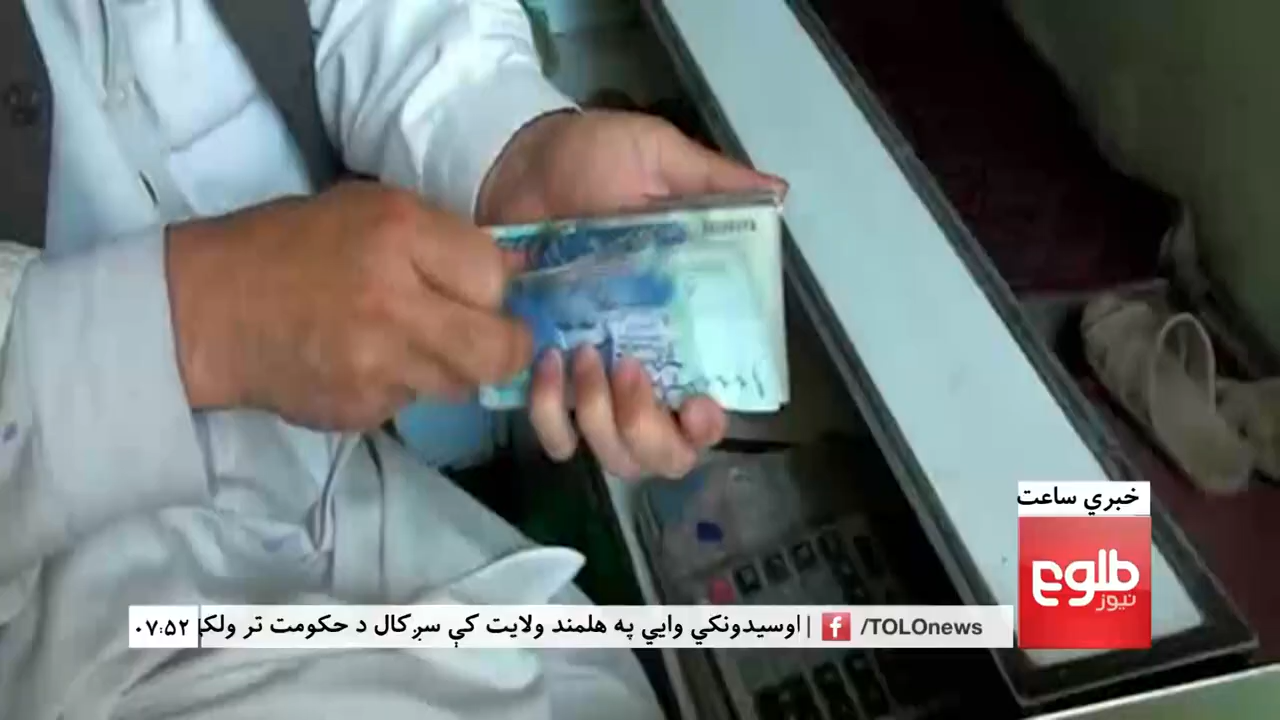 خبري ساعت
طلوع
نیوز
اوسیدونکي وايي په هلمند ولایت کې سږکال د حکومت تر ولکې
/TOLOnews
۰۷:۵۲